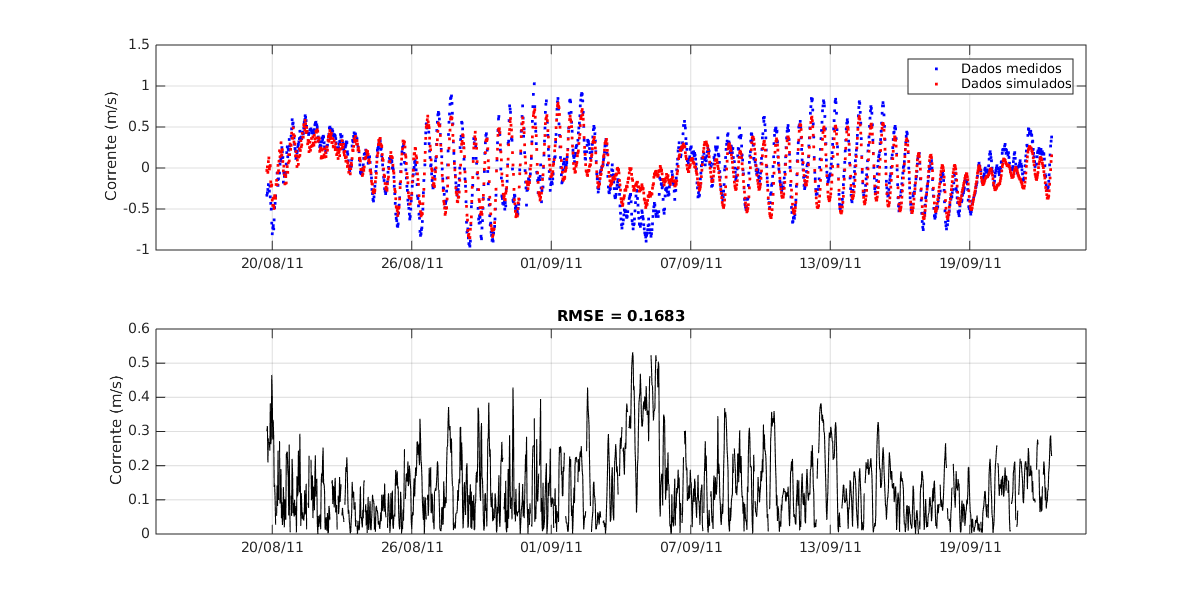 1.5
1
0.5
0
-0.5
-1
Corrente (m/s)
Dados medidos
Dados simulados
20/08/11 26/08/11 01/09/11 07/09/11 13/09/11 19/09/11
RMSE = 0.1683
0.6
0.5
0.4
0.3
0.2
0.1
0
Corrente (m/s)
20/08/11 26/08/11 01/09/11 07/09/11 13/09/11 19/09/11